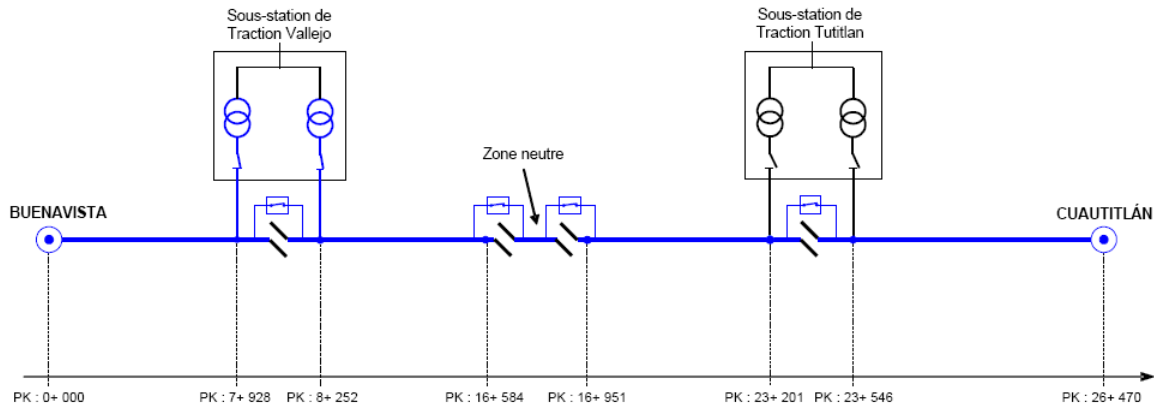 Sous-station de
Traction Vallejo
Sous-station de
Traction Tutitlan
Zone neutre
BUENAVISTA
CUAUTITLÁN
PK : 0+ 000
PK : 7+ 928
PK : 8+ 252
PK : 16+ 584
PK : 16+ 951
PK : 23+ 201
PK : 23+ 546
PK : 26+ 470